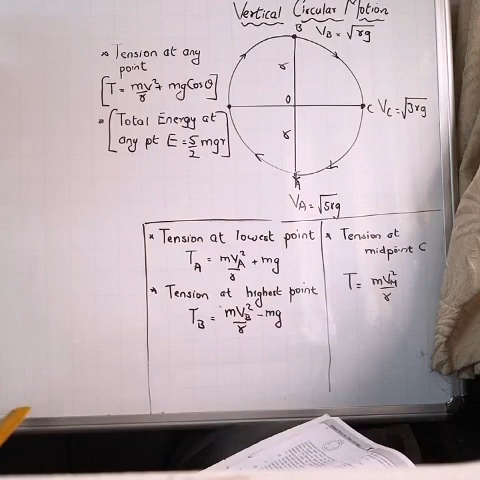 Vertical Circular Motion
B V_B = √rg
* Tension at any
point
[T = mv²/r + mg Cos θ]
* [Total Energy at
any pt E = 5/2 mgr]
r
O
C V_C = √3rg
r
A
V_A = √5rg
* Tension at lowest point
T_A = mV_A²/r + mg
* Tension at highest point
T_B = mV_B²/r - mg
* Tension at
midpoint C
T = mV_M²/r